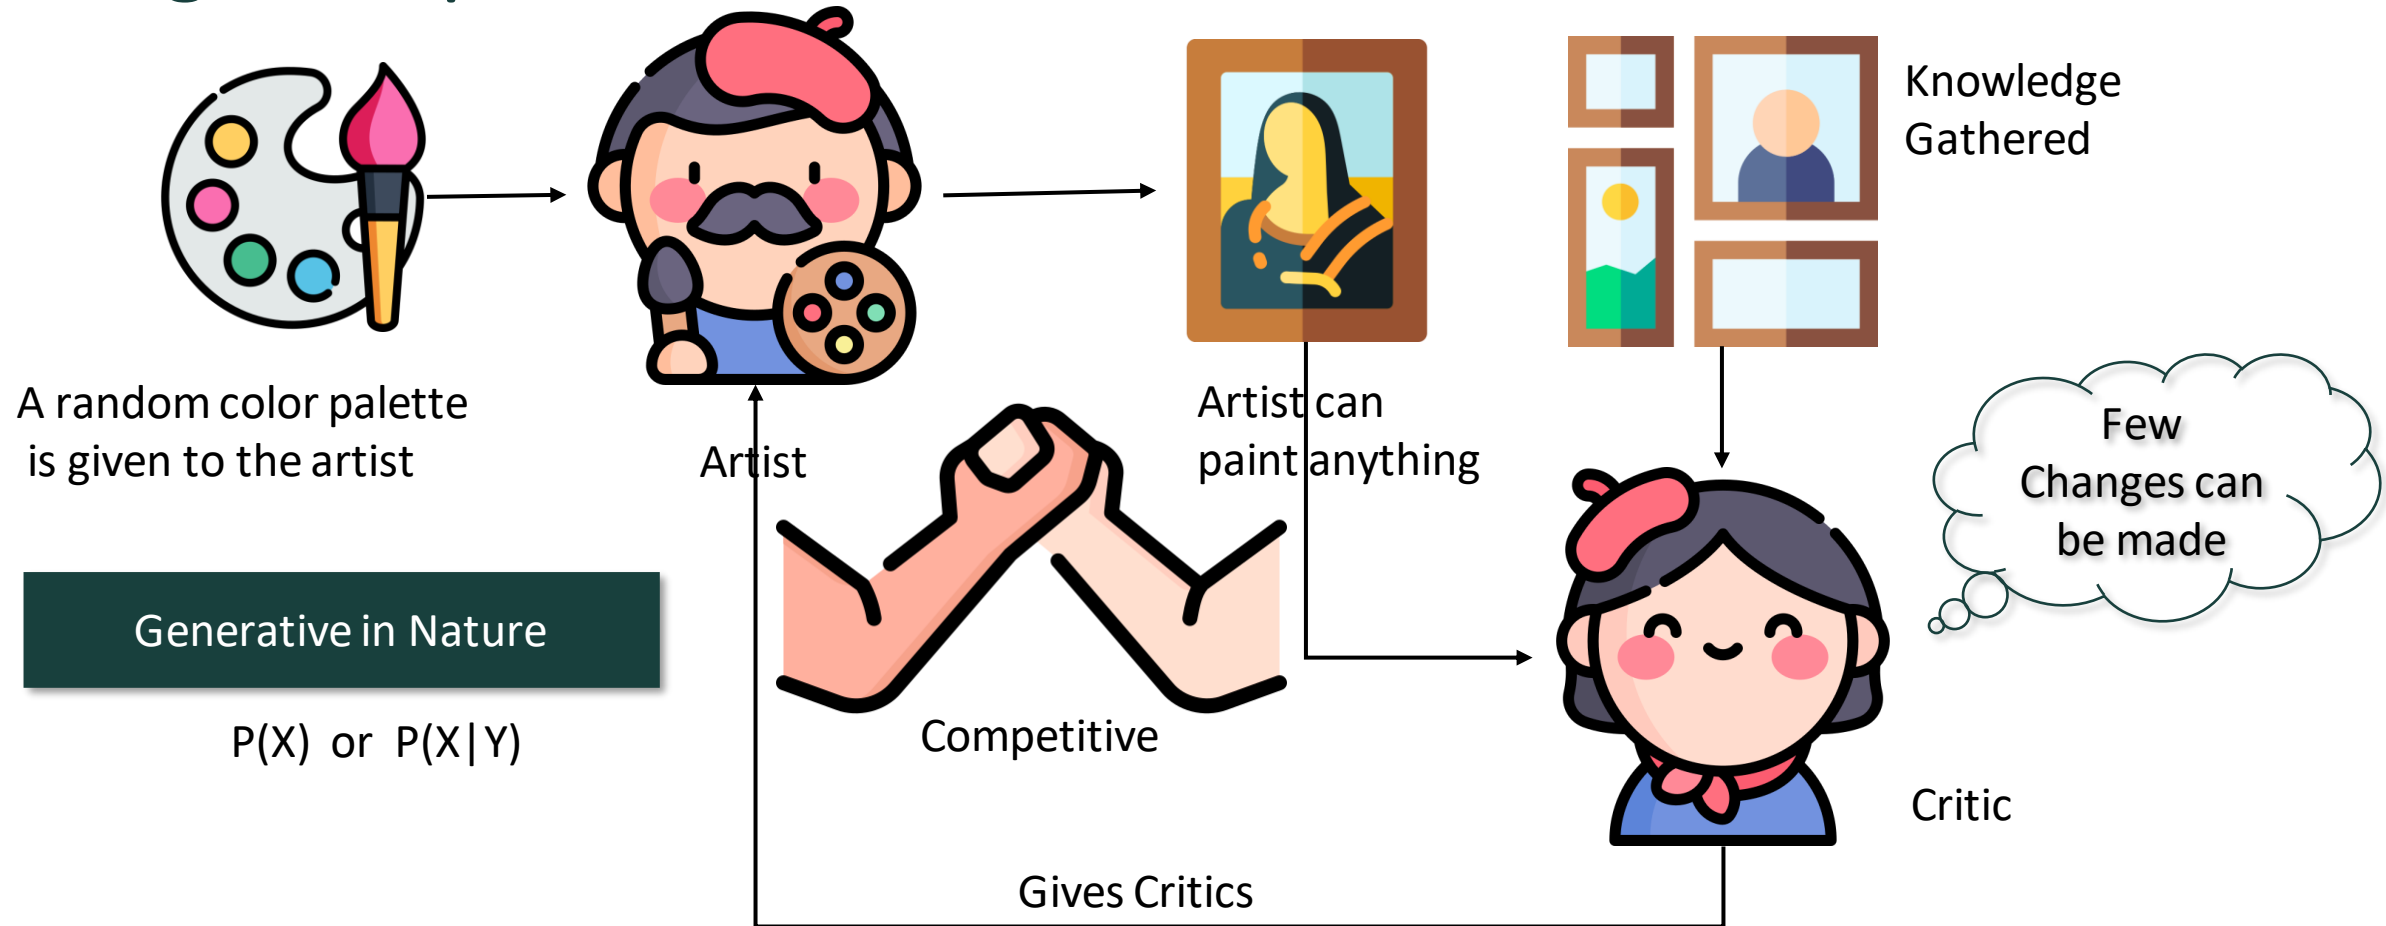 Knowledge
Gathered
A random color palette
is given to the artist
Artist
Artist can
paint anything
Few
Changes can
be made
Generative in Nature
P(X) or P(X|Y)
Competitive
Critic
Gives Critics